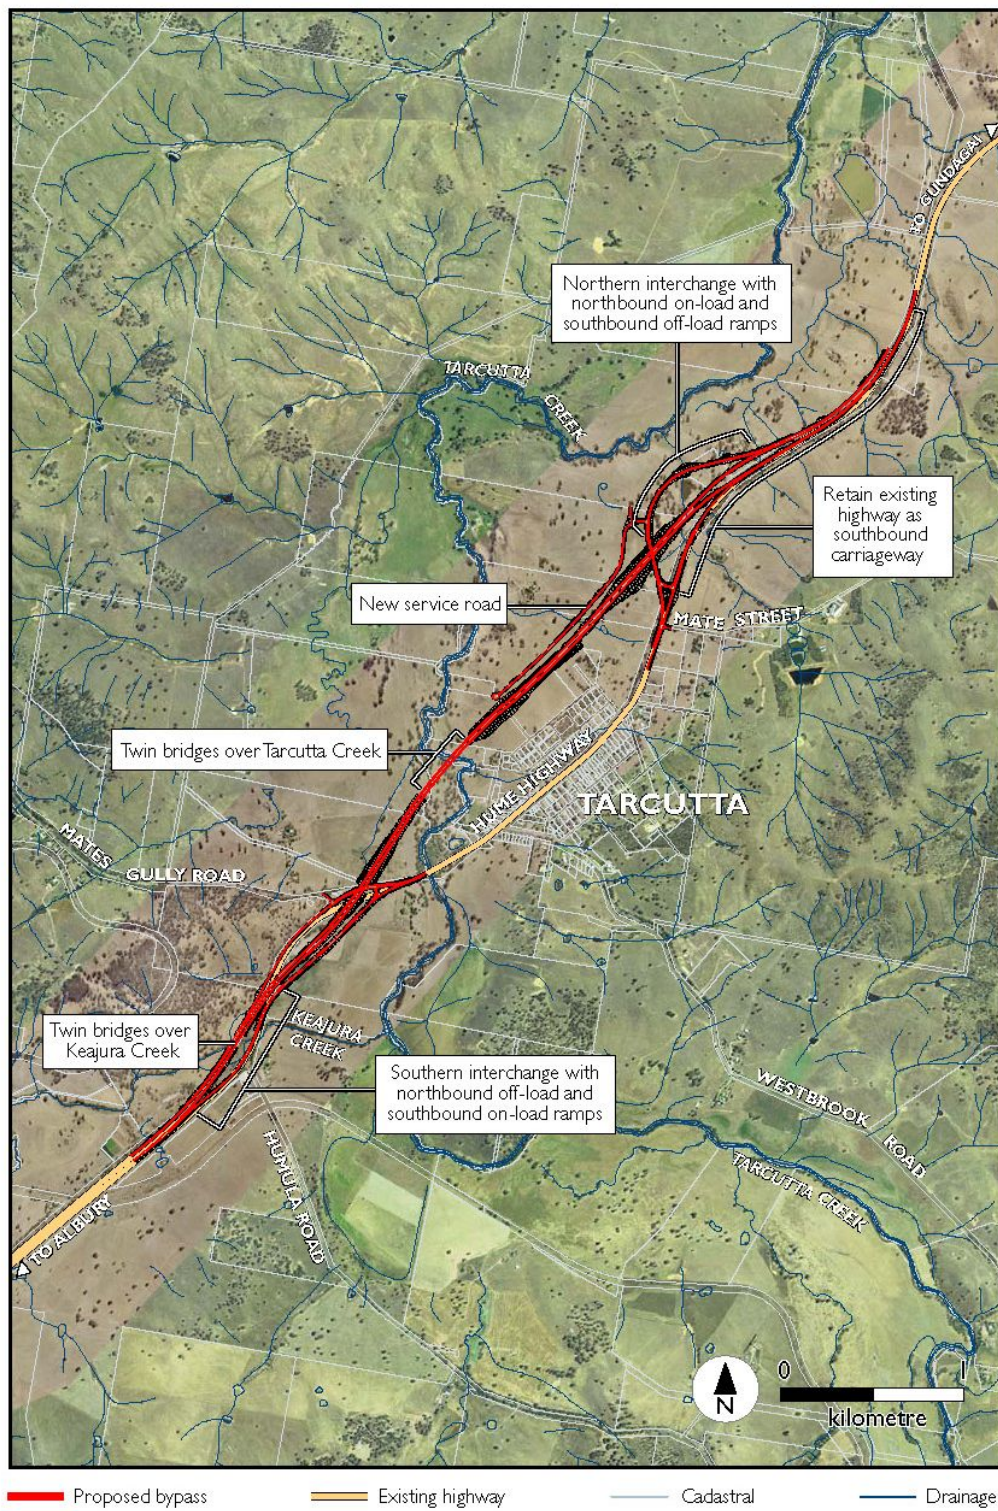 TO GUNDAGAI
Northern interchange with
northbound on-load and
southbound off-load ramps
TARCUTTA
CREEK
Retain existing
highway as
southbound
carriageway
New service road
MATE STREET
Twin bridges over Tarcutta Creek
HUME HIGHWAY
TARCUTTA
MATES
GULLY ROAD
Twin bridges over
Keajura Creek
KEAJURA
CREEK
Southern interchange with
northbound off-load and
southbound on-load ramps
WESTBROOK ROAD
HUMULA ROAD
TARCUTTA CREEK
TO ALBURY
N
0 1
kilometre
Proposed bypass
Existing highway
Cadastral
Drainage